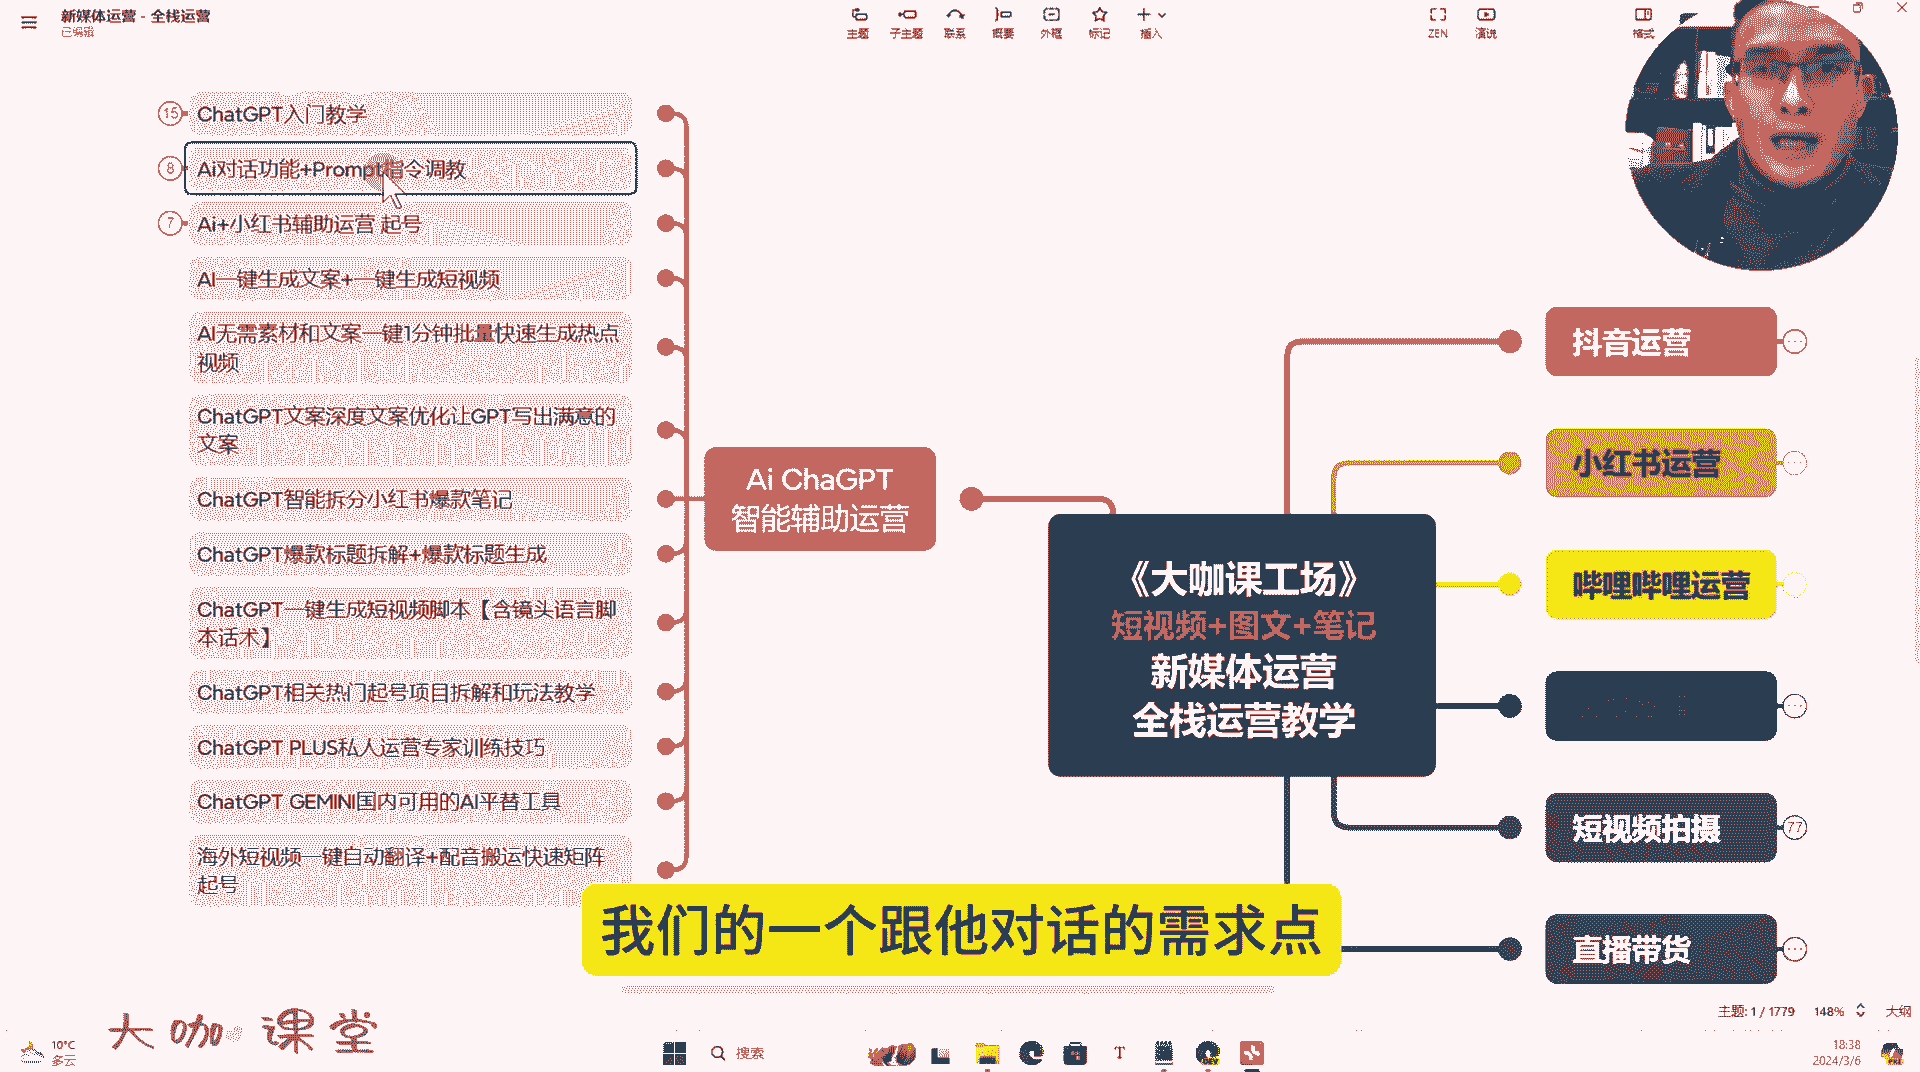 新媒体运营 - 全栈运营
已编辑
主题
子主题
联系
概要
外框
标记
插入
ZEN
演说
格式
15
ChatGPT入门教学
8
Ai对话功能+Prompt指令调教
7
Ai+小红书辅助运营 起号
AI一键生成文案+一键生成短视频
AI无需素材和文案一键1分钟批量快速生成热点
视频
ChatGPT文案深度文案优化让GPT写出满意的
文案
ChatGPT智能拆分小红书爆款笔记
ChatGPT爆款标题拆解+爆款标题生成
ChatGPT一键生成短视频脚本【含镜头语言脚
本话术】
ChatGPT相关热门起号项目拆解和玩法教学
ChatGPT PLUS私人运营专家训练技巧
ChatGPT GEMINI国内可用的AI平替工具
海外短视频一键自动翻译+配音搬运快速矩阵
起号
Ai ChaGPT
智能辅助运营
《大咖课工场》
短视频+图文+笔记
新媒体运营
全栈运营教学
抖音运营
小红书运营
哔哩哔哩运营
短视频拍摄
77
直播带货
我们的一个跟他对话的需求点
大咖课堂
主题: 1 / 1779
148%
大纲
10°C
多云
搜索
18:38
2024/3/6